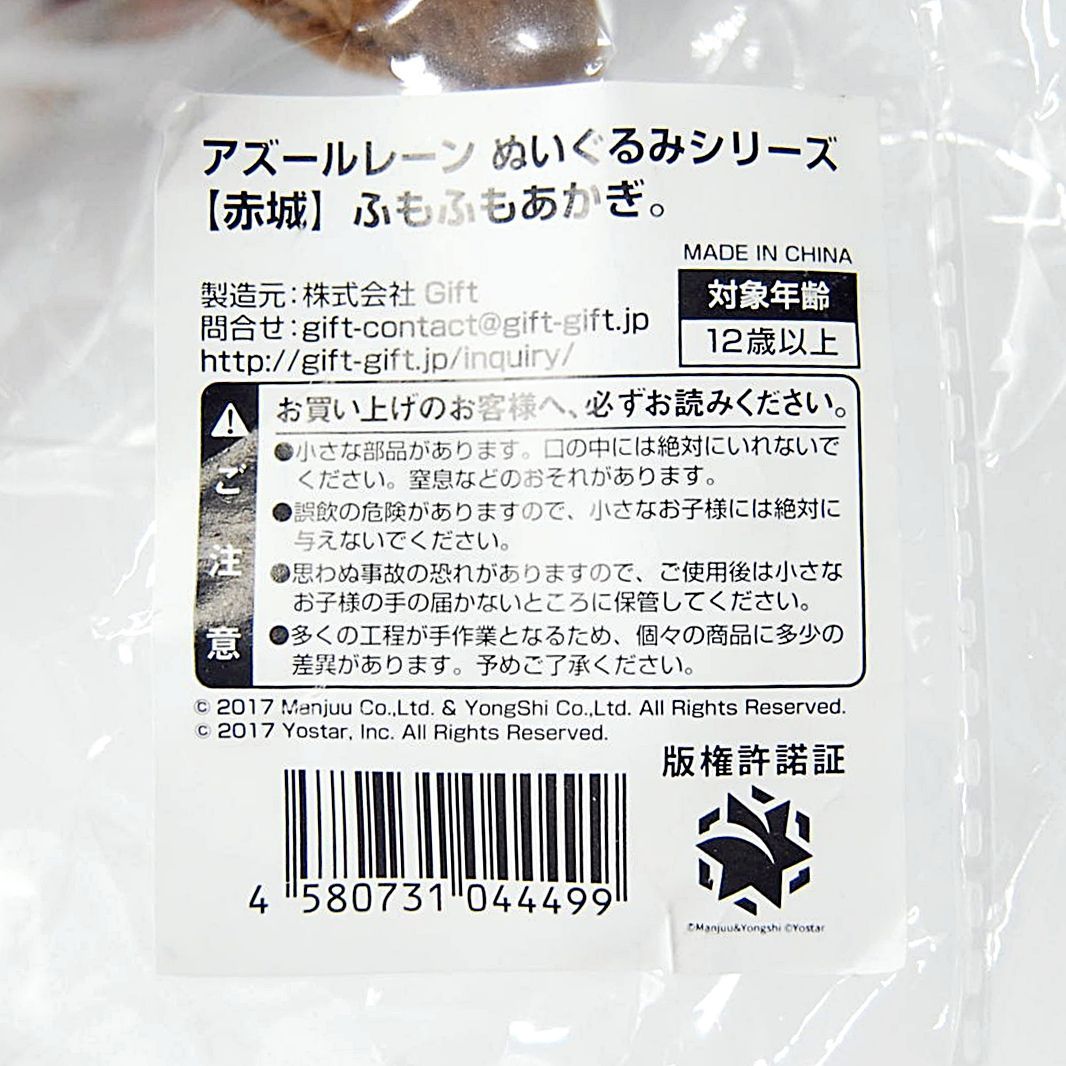 アズールレーン ぬいぐるみシリーズ
【赤城】ふもふもあかぎ。
MADE IN CHINA
製造元：株式会社 Gift
問合せ：gift-contact@gift-gift.jp
http://gift-gift.jp/inquiry/
対象年齢
12歳以上
ご注意
お買い上げのお客様へ、必ずお読みください。
●小さな部品があります。口の中には絶対にいれないで
ください。窒息などのおそれがあります。
●誤飲の危険がありますので、小さなお子様には絶対に
与えないでください。
●思わぬ事故の恐れがありますので、ご使用後は小さな
お子様の手の届かないところに保管してください。
●多くの工程が手作業となるため、個々の商品に多少の
差異があります。予めご了承ください。
© 2017 Manjuu Co.,Ltd. & YongShi Co.,Ltd. All Rights Reserved.
© 2017 Yostar, Inc. All Rights Reserved.
版権許諾証
4 580731 044499
©Manjuu&Yongshi ©Yostar